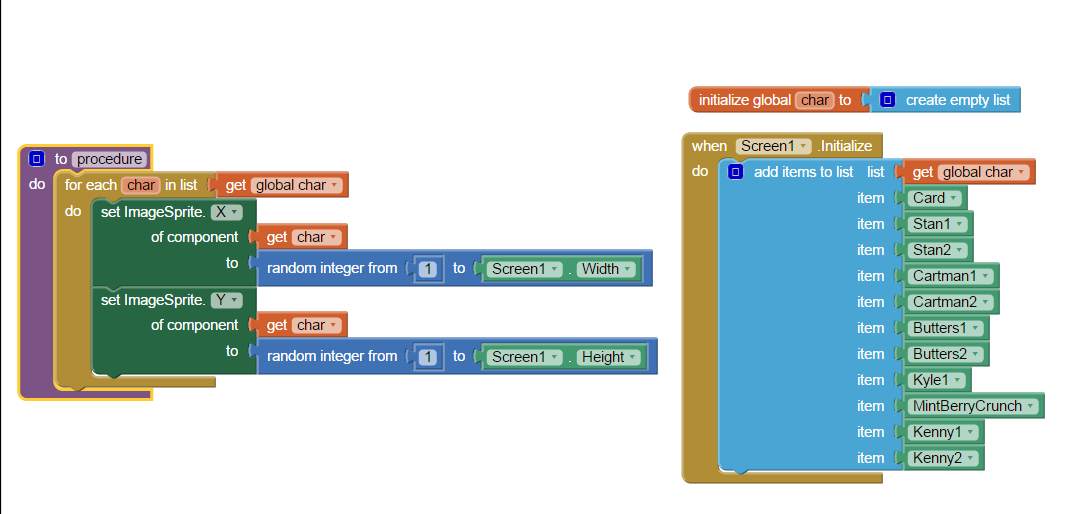 to procedure
do for each char in list get global char
do set ImageSprite. X
of component get char
to random integer from 1 to Screen1 . Width
set ImageSprite. Y
of component get char
to random integer from 1 to Screen1 . Height
initialize global char to create empty list
when Screen1 .Initialize
do add items to list list get global char
item Card
item Stan1
item Stan2
item Cartman1
item Cartman2
item Butters1
item Butters2
item Kyle1
item MintBerryCrunch
item Kenny1
item Kenny2